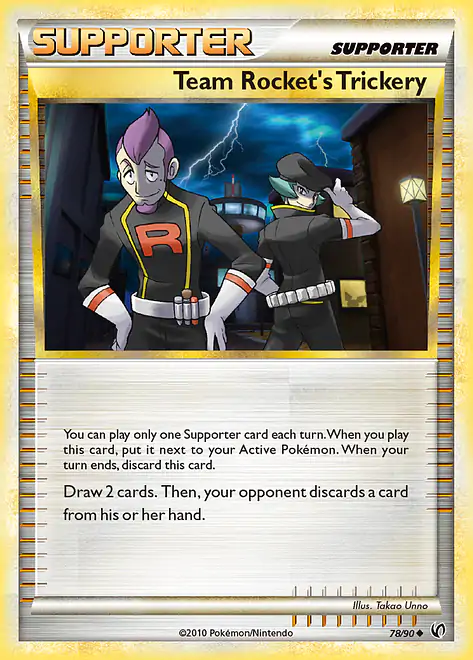 SUPPORTER
SUPPORTER
Team Rocket's Trickery
R
You can play only one Supporter card each turn. When you play
this card, put it next to your Active Pokémon. When your
turn ends, discard this card.
Draw 2 cards. Then, your opponent discards a card
from his or her hand.
Illus. Takao Unno
©2010 Pokémon/Nintendo
78/90